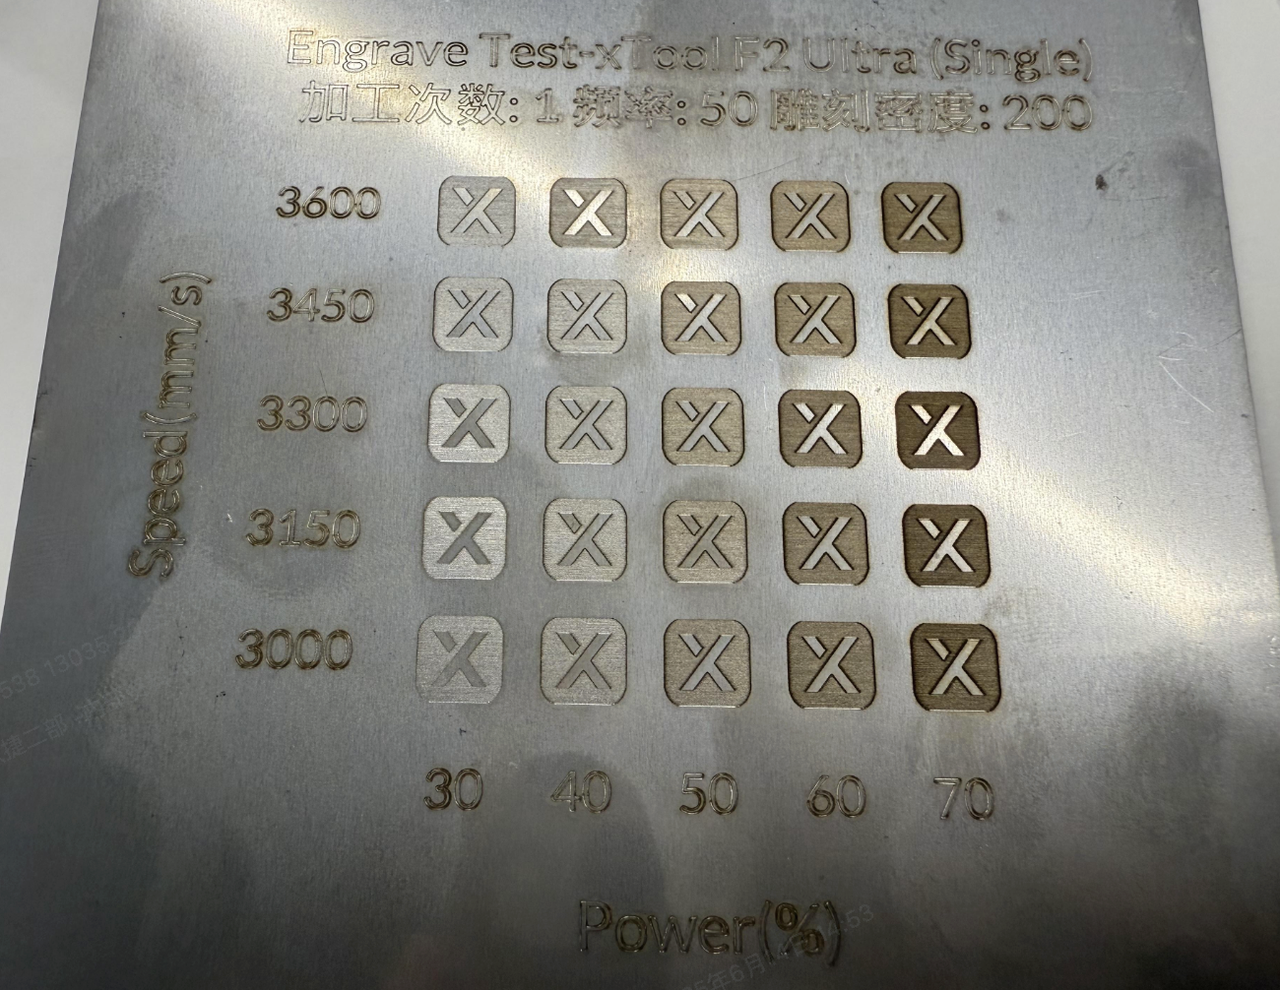 Engrave Test-xTool F2 Ultra (Single)
加工次数: 1 频率: 50 雕刻密度: 200
Speed(mm/s)
3600
3450
3300
3150
3000
30 40 50 60 70
Power(%)